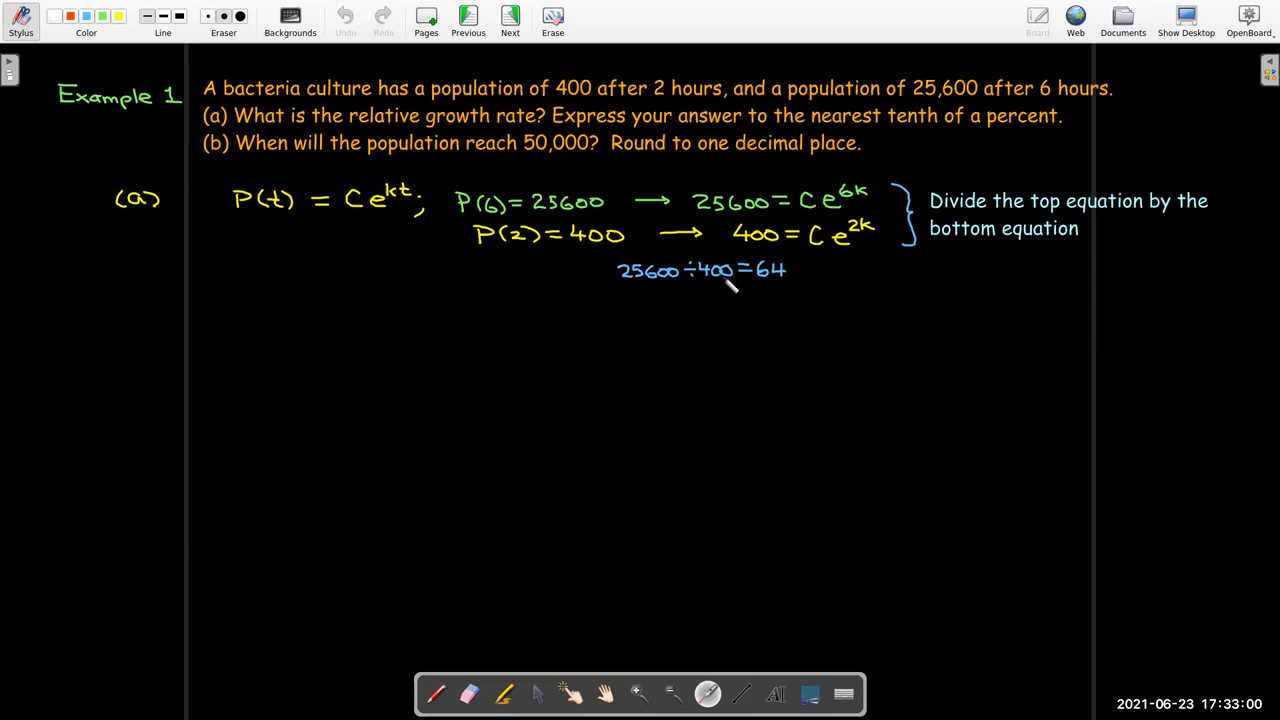 Stylus Color Line Eraser Backgrounds Undo Redo Pages Previous Next Erase Board Web Documents Show Desktop OpenBoard
Example 1 A bacteria culture has a population of 400 after 2 hours, and a population of 25,600 after 6 hours.
(a) What is the relative growth rate? Express your answer to the nearest tenth of a percent.
(b) When will the population reach 50,000? Round to one decimal place.
(a) P(t) = Ce^{kt}; P(6)=25600 → 25600=Ce^{6k} Divide the top equation by the
P(2)=400 → 400=Ce^{2k} bottom equation
25600÷400=64
AI
2021-06-23 17:33:00